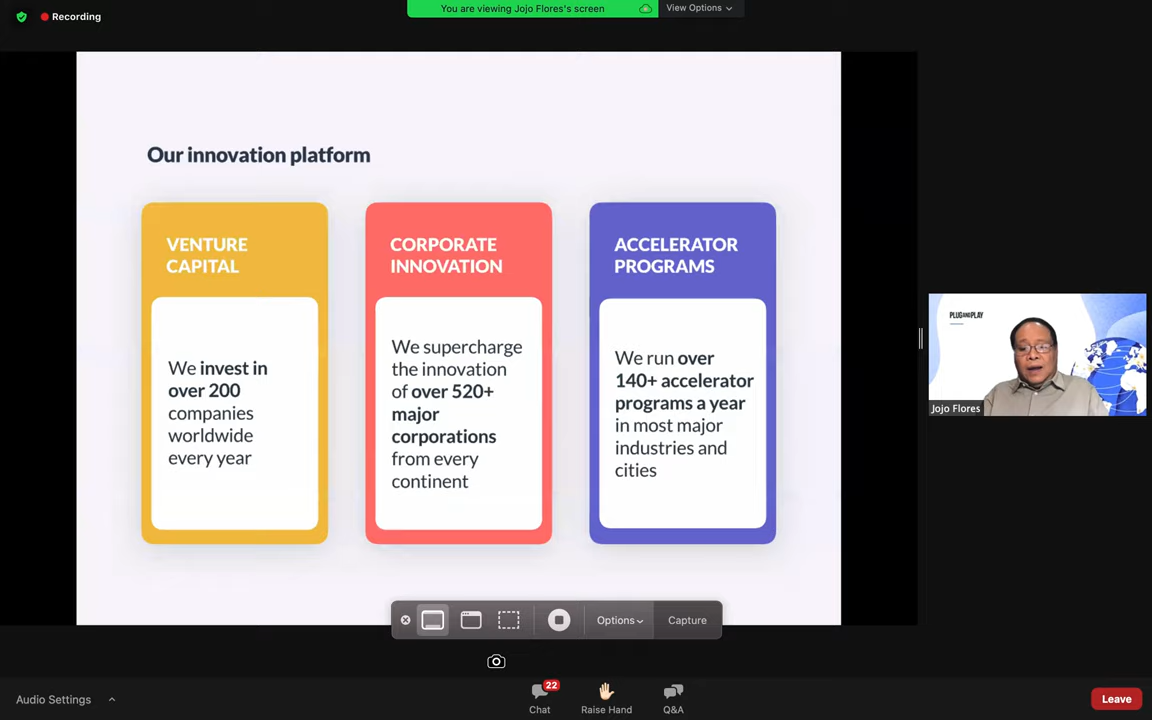 Recording
You are viewing Jojo Flores's screen
View Options
Our innovation platform
VENTURE
CAPITAL
We invest in
over 200
companies
worldwide
every year
CORPORATE
INNOVATION
We supercharge
the innovation
of over 520+
major
corporations
from every
continent
ACCELERATOR
PROGRAMS
We run over
140+ accelerator
programs a year
in most major
industries and
cities
PLUGANDPLAY
Jojo Flores
Options
Capture
Audio Settings
22
Chat
Raise Hand
Q&A
Leave